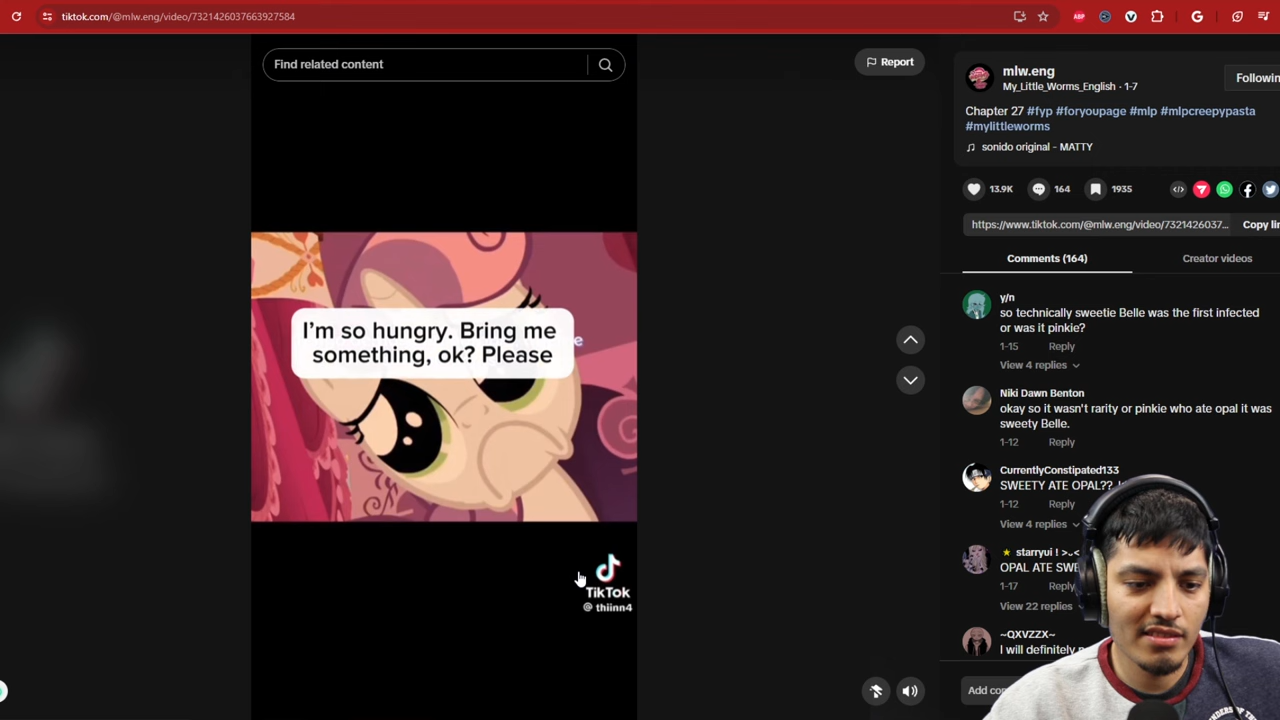 tiktok.com/@mlw.eng/video/7321426037663927584
Find related content
Report
I'm so hungry. Bring me
something, ok? Please
TikTok
@ thiinn4
mlw.eng
My_Little_Worms_English · 1-7
Followin
Chapter 27 #fyp #foryoupage #mlp #mlpcreepypasta
#mylittleworms
sonido original - MATTY
13.9K
164
1935
https://www.tiktok.com/@mlw.eng/video/7321426037...
Copy lin
Comments (164)
Creator videos
y/n
so technically sweetie Belle was the first infected
or was it pinkie?
1-15 Reply
View 4 replies
Niki Dawn Benton
okay so it wasn't rarity or pinkie who ate opal it was
sweety Belle.
1-12 Reply
CurrentlyConstipated133
SWEETY ATE OPAL??
1-12 Reply
View 4 replies
★ starryui ! >ᴗ<
OPAL ATE SWE
1-17 Reply
View 22 replies
~QXVZZX~
I will definitely
Add co